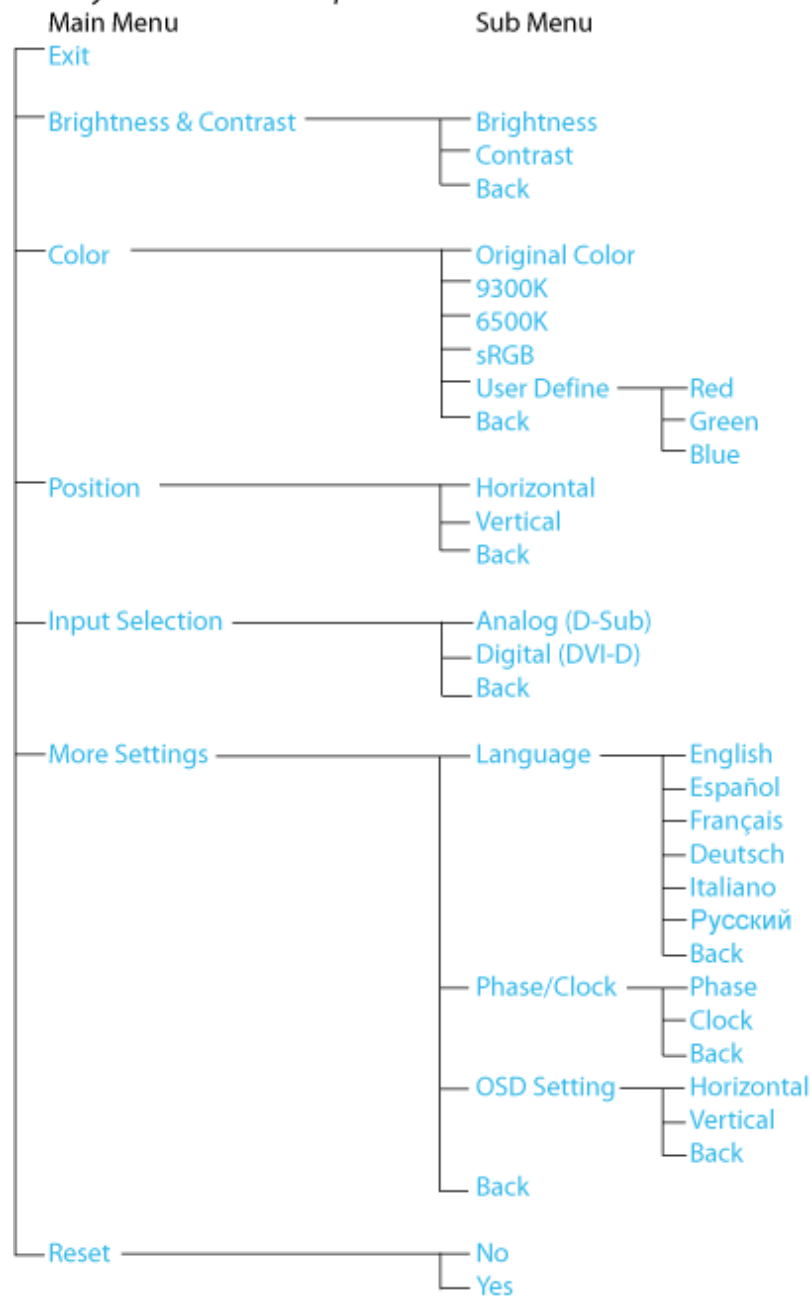 Main Menu Sub Menu
Exit
Brightness & Contrast Brightness
Contrast
Back
Color Original Color
9300K
6500K
sRGB
User Define Red
Back Green
Blue
Position Horizontal
Vertical
Back
Input Selection Analog (D-Sub)
Digital (DVI-D)
Back
More Settings Language English
Español
Français
Deutsch
Italiano
Русский
Back
Phase/Clock Phase
Clock
Back
OSD Setting Horizontal
Vertical
Back
Back
Reset No
Yes